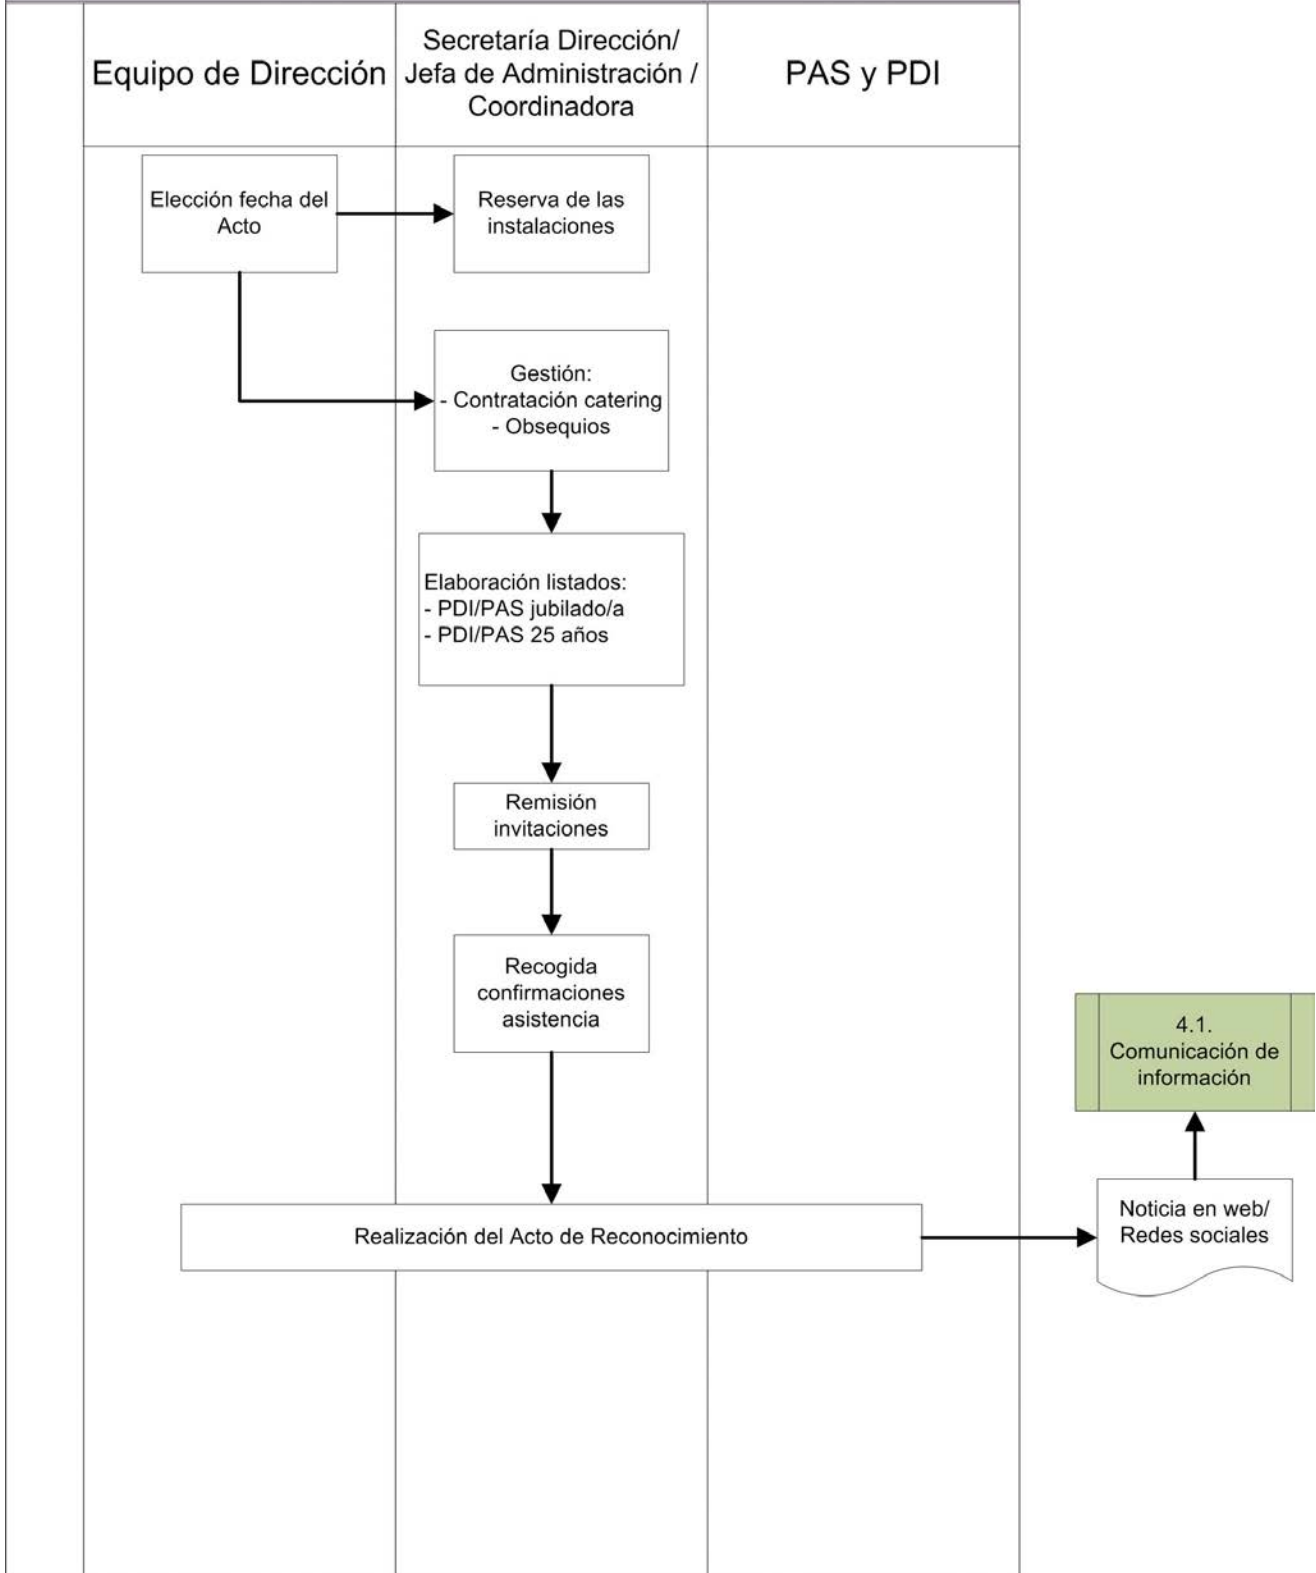 Equipo de Dirección
Secretaría Dirección/
Jefa de Administración /
Coordinadora
PAS y PDI
Elección fecha del
Acto
Reserva de las
instalaciones
Gestión:
- Contratación catering
- Obsequios
Elaboración listados:
- PDI/PAS jubilado/a
- PDI/PAS 25 años
Remisión
invitaciones
Recogida
confirmaciones
asistencia
4.1.
Comunicación de
información
Noticia en web/
Redes sociales
Realización del Acto de Reconocimiento